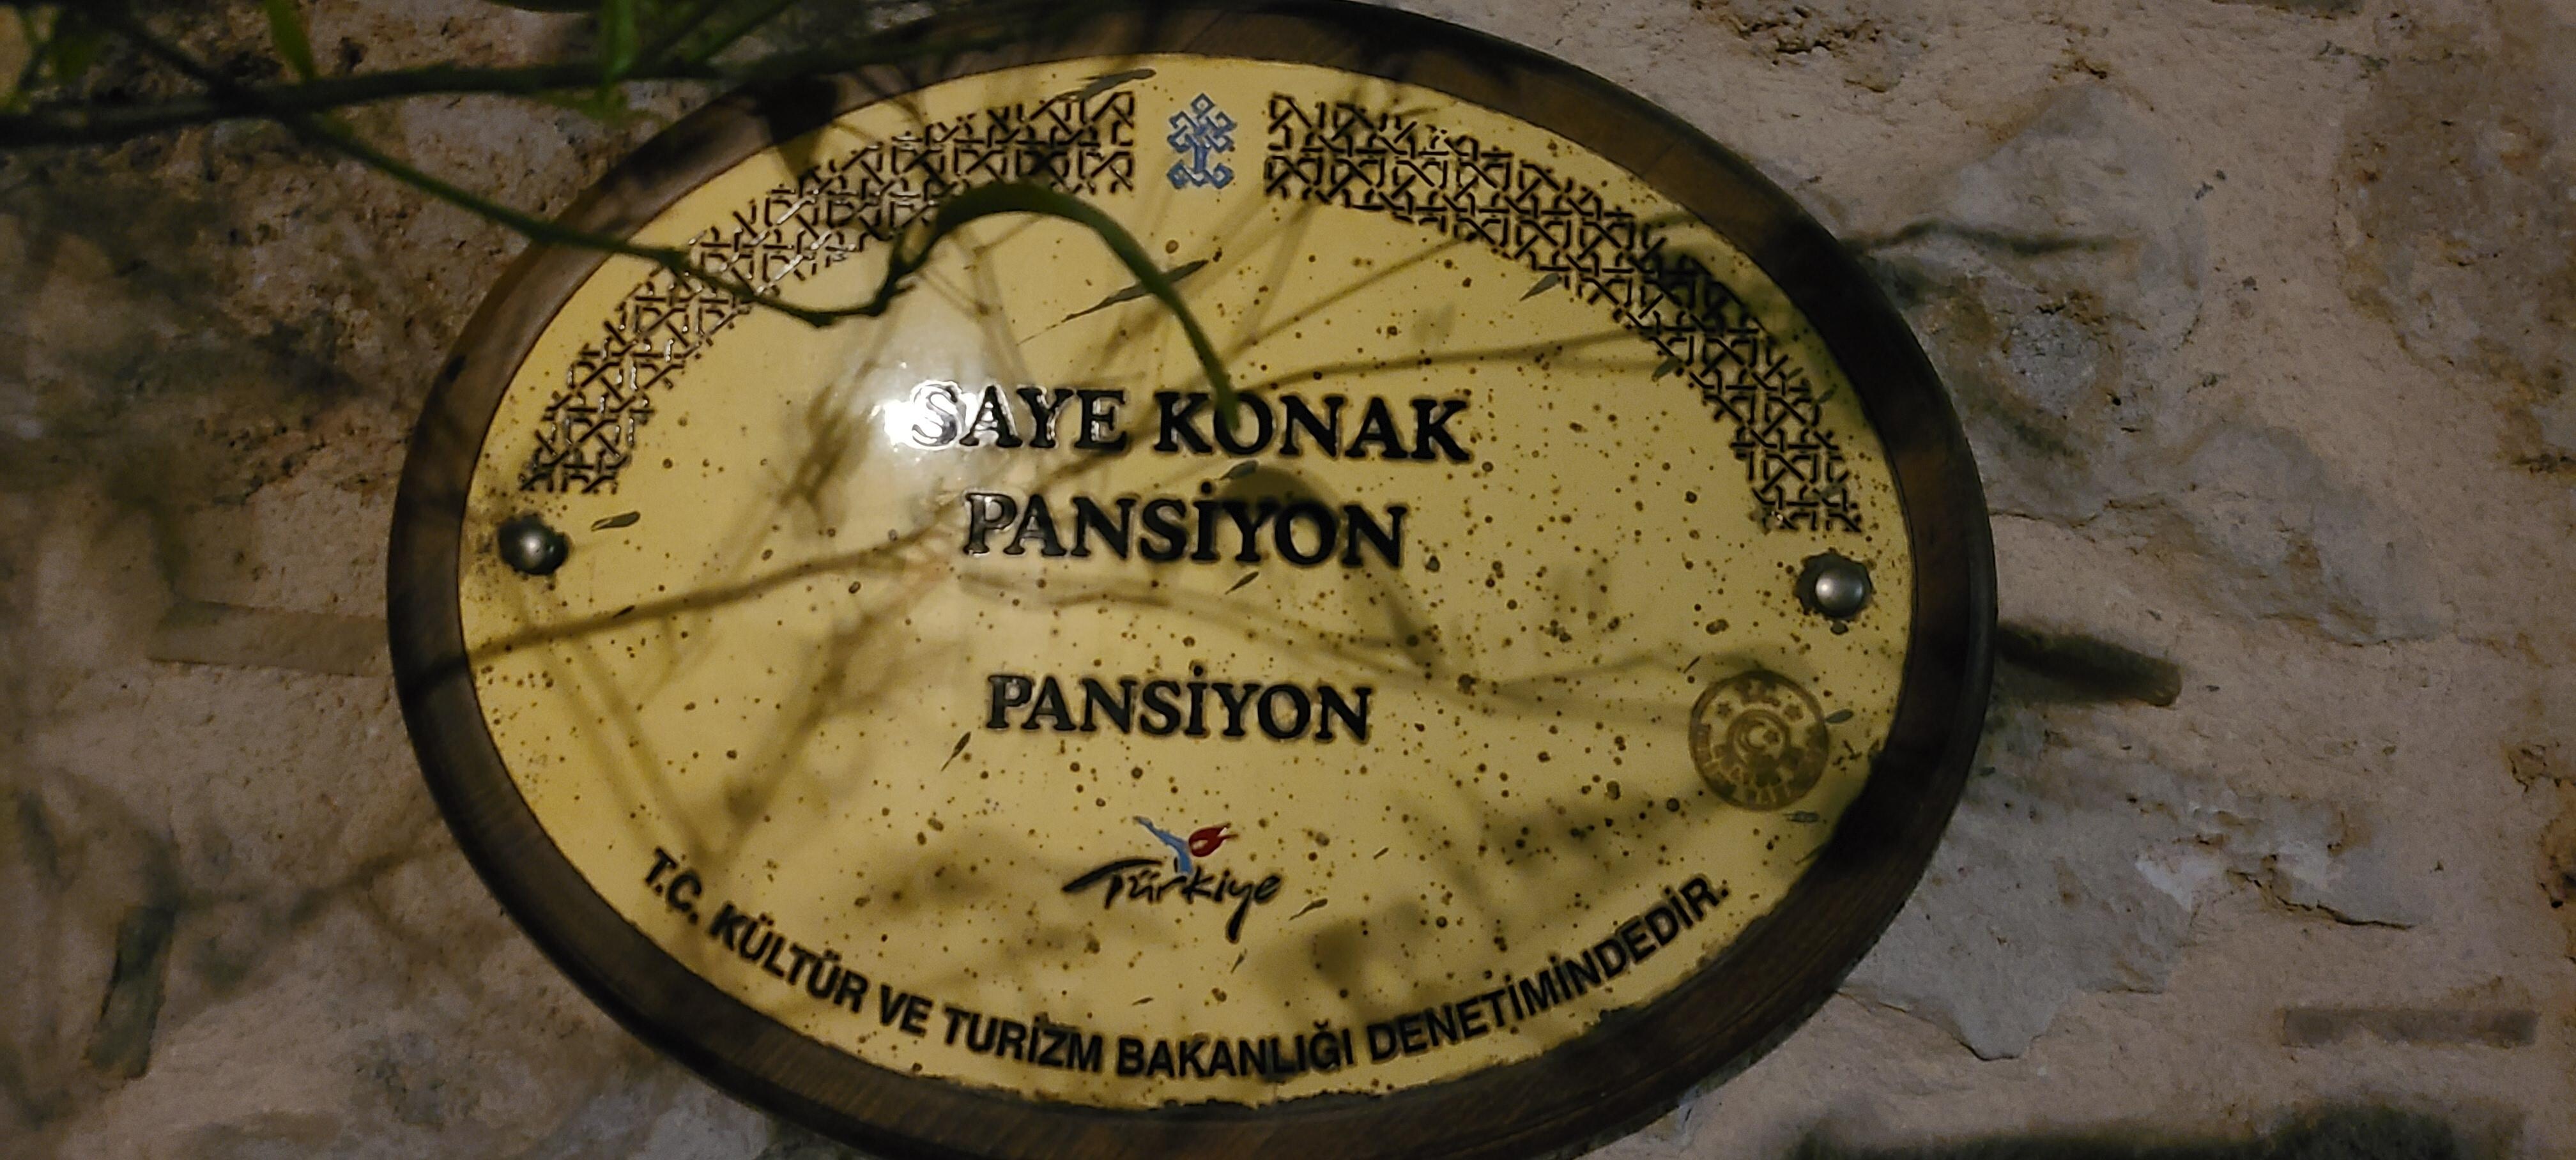 SAYE KONAK
PANSİYON
PANSİYON
Türkiye
T.C. KÜLTÜR VE TURİZM BAKANLIĞI DENETİMİNDEDİR.